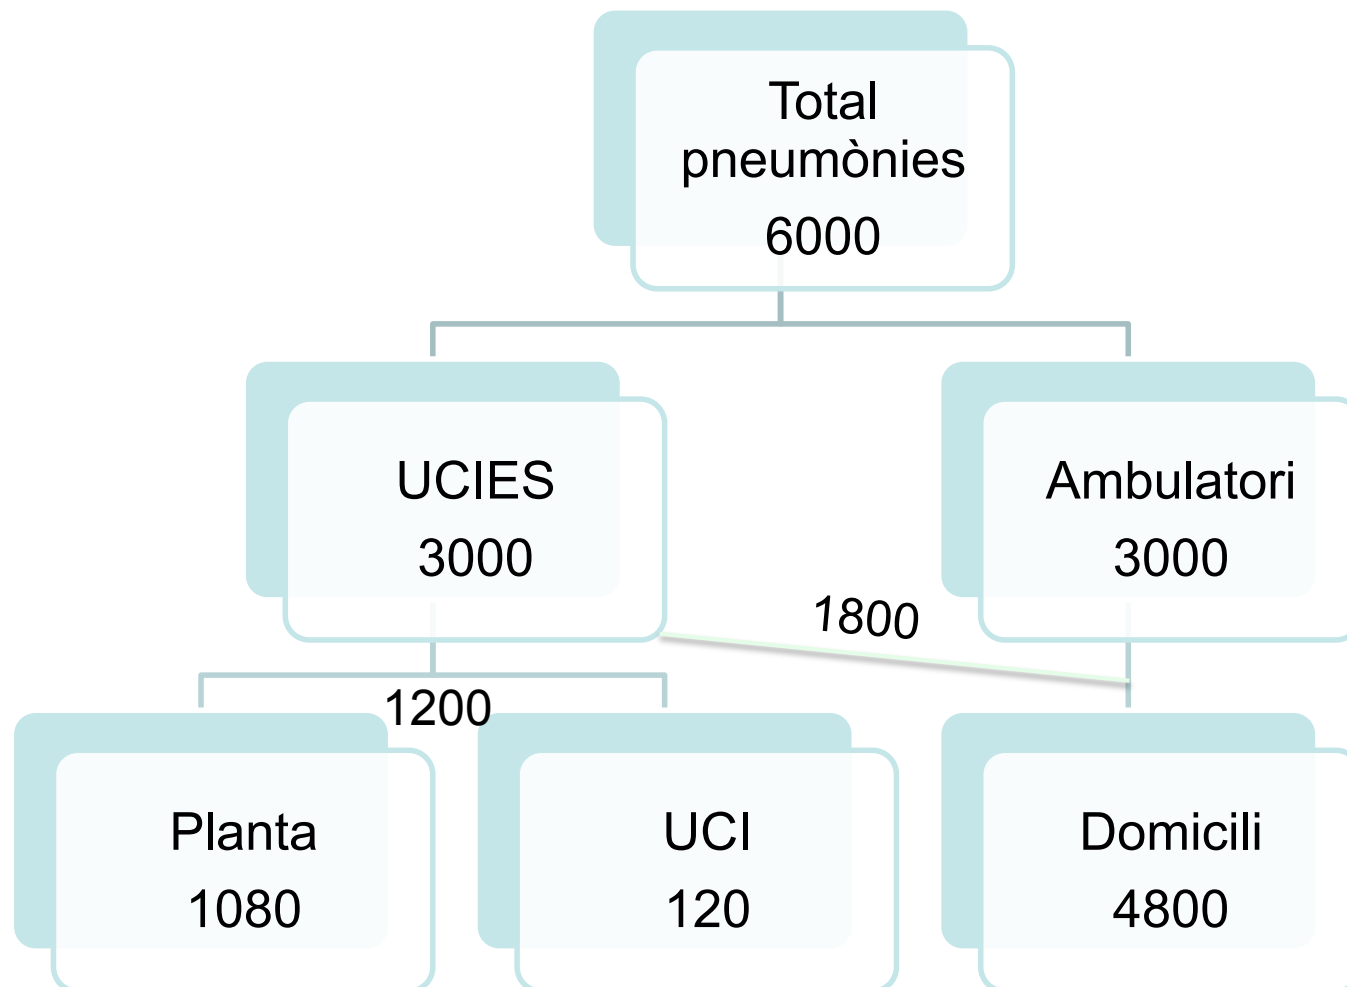 Total
pneumònies
6000
UCIES
3000
Ambulatori
3000
1800
1200
Planta
1080
UCI
120
Domicili
4800